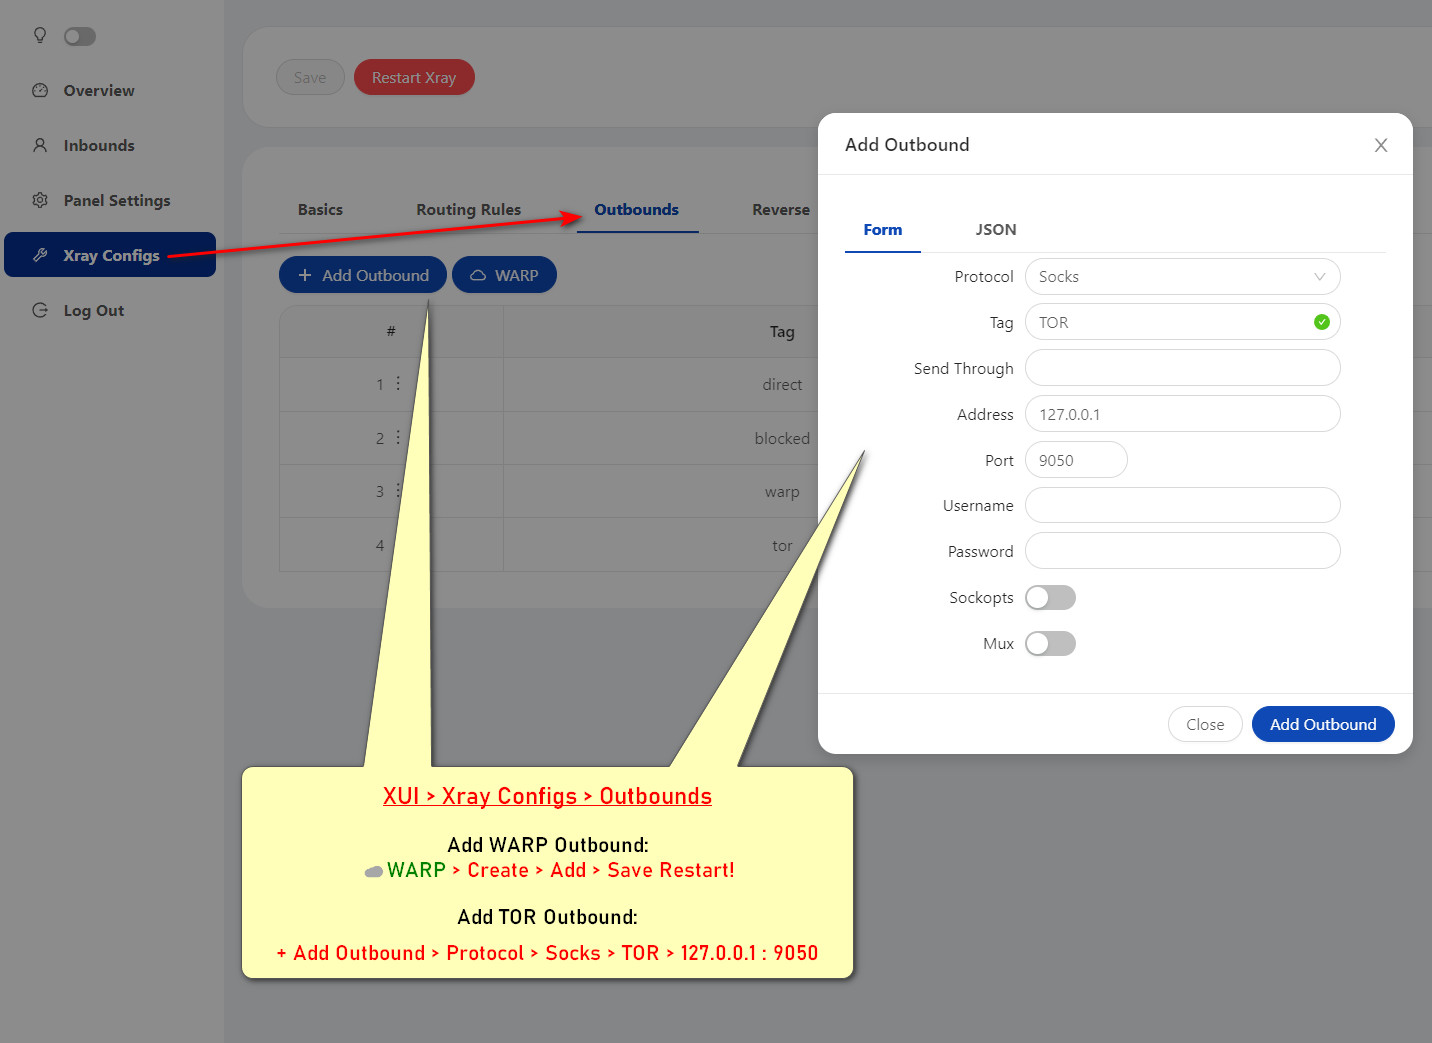 Overview
Inbounds
Panel Settings
Xray Configs
Log Out
Save
Restart Xray
Basics
Routing Rules
Outbounds
Reverse
+ Add Outbound
WARP
#
Tag
1
direct
2
blocked
3
warp
4
tor
Add Outbound
Form
JSON
Protocol
Socks
Tag
TOR
Send Through
Address
127.0.0.1
Port
9050
Username
Password
Sockopts
Mux
Close
Add Outbound
XUI > Xray Configs > Outbounds
Add WARP Outbound:
WARP > Create > Add > Save Restart!
Add TOR Outbound:
+ Add Outbound > Protocol > Socks > TOR > 127.0.0.1 : 9050